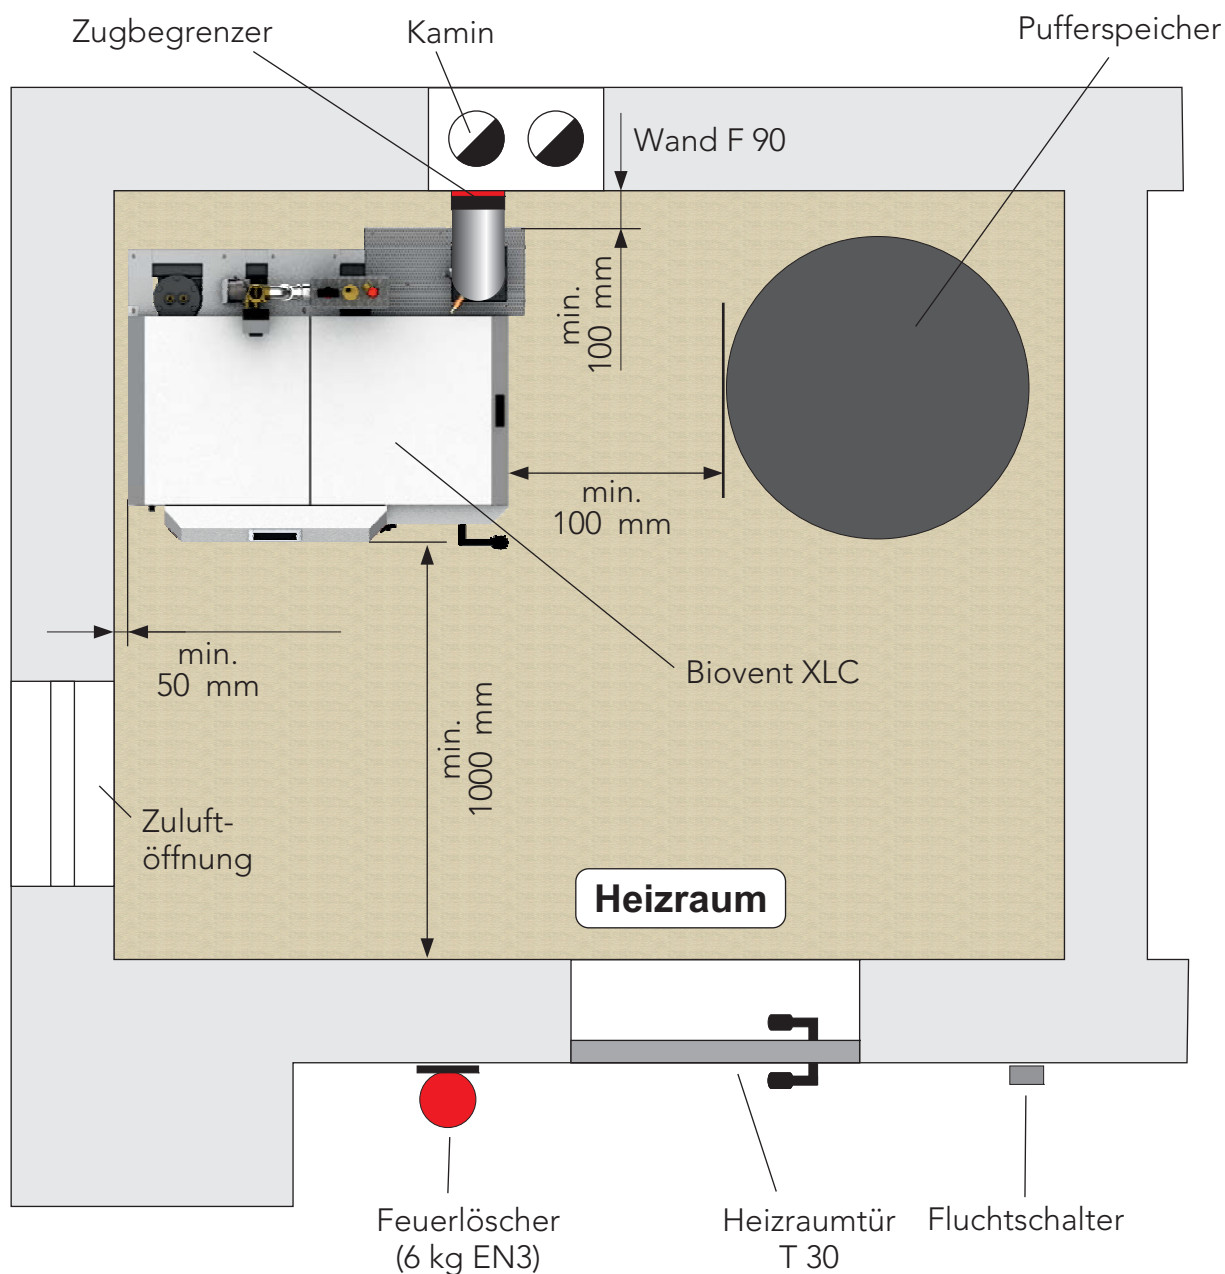 Zugbegrenzer
Kamin
Pufferspeicher
Wand F 90
min.
100 mm
min.
100 mm
min.
50 mm
Biovent XLC
min.
1000 mm
Zuluft-
öffnung
Heizraum
Feuerlöscher
(6 kg EN3)
Heizraumtür
T 30
Fluchtschalter